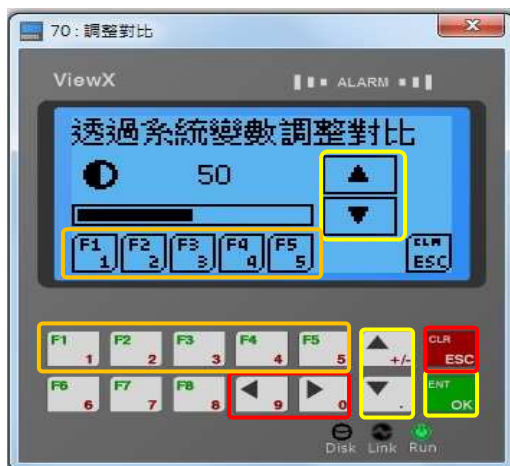 70 : 調整對比
ViewX
ALARM
透過系統變數調整對比
50
F1 1 F2 2 F3 3 F4 4 F5 5 CLR ESC
F1 1 F2 2 F3 3 F4 4 F5 5 +/- CLR ESC
F6 6 F7 7 F8 8 9 0 . ENT OK
Disk Link Run